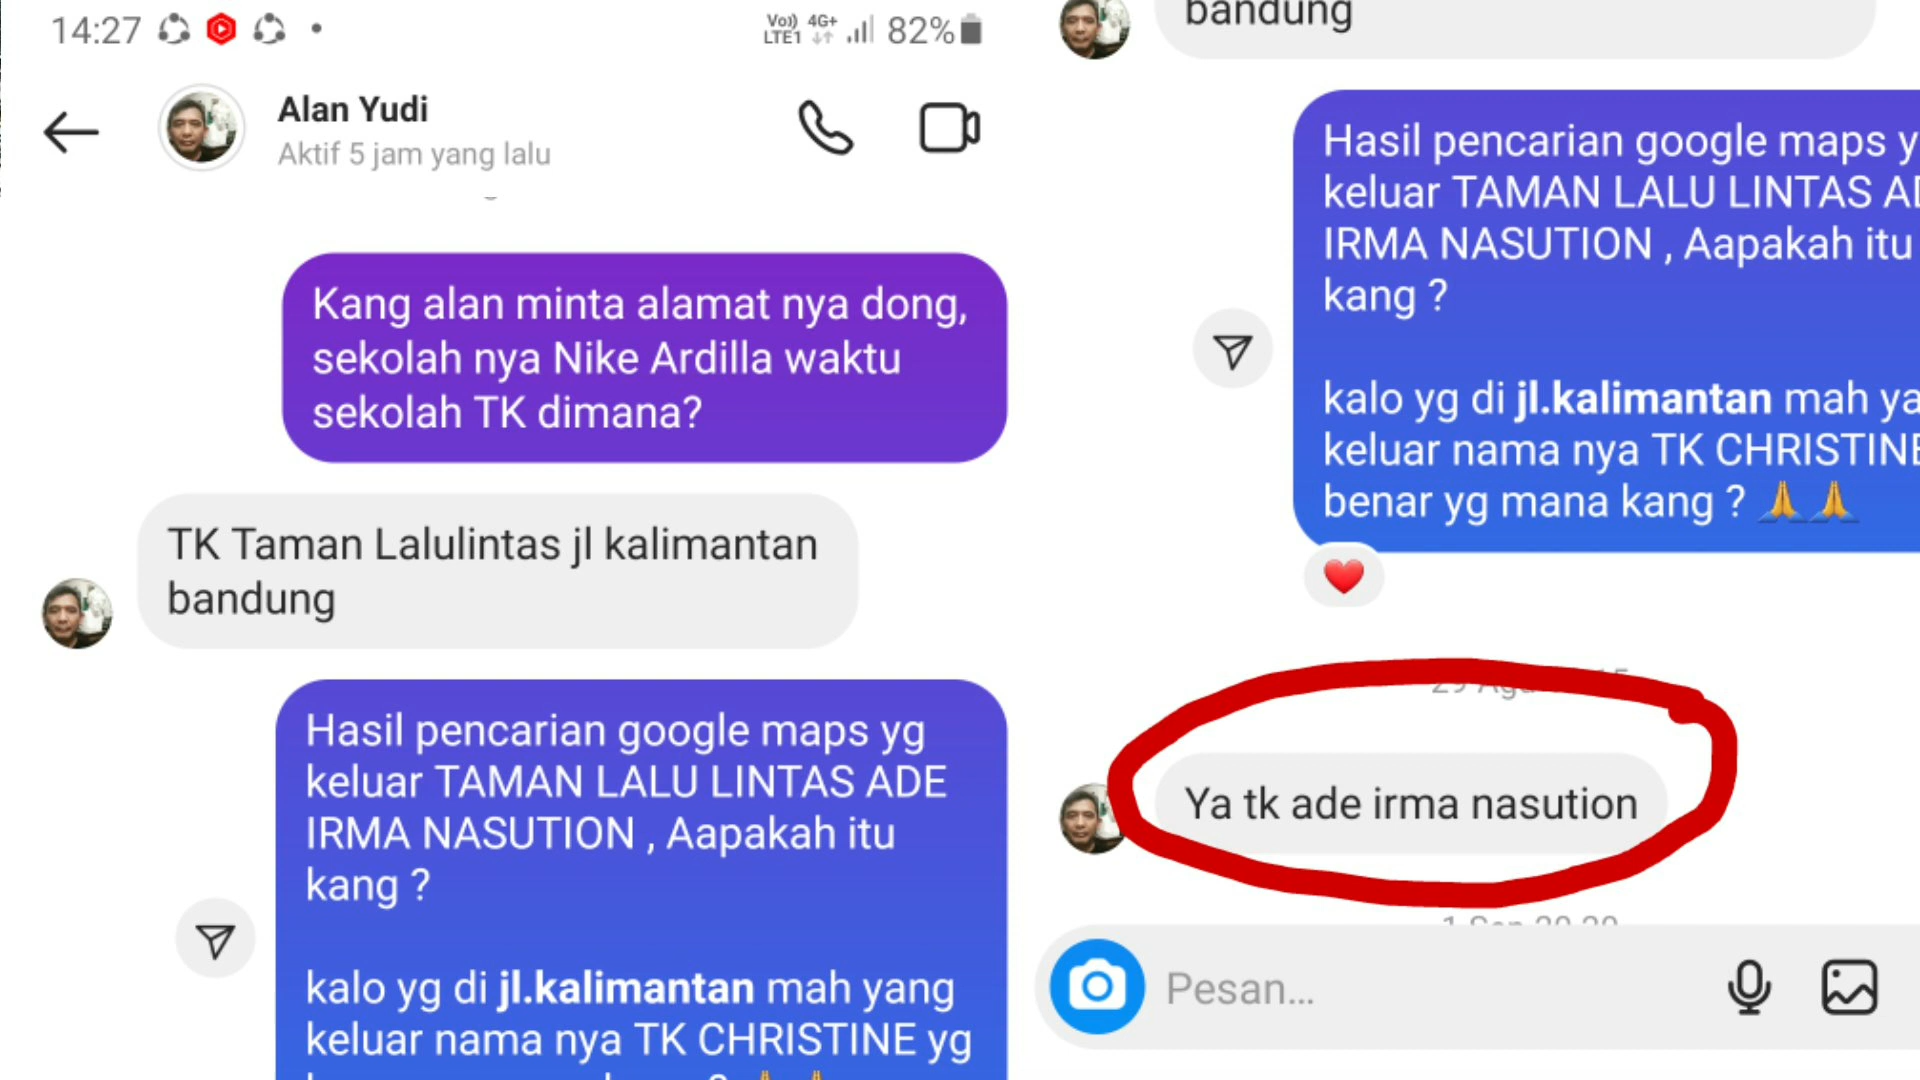 14:27
Voi)
LTE1
4G+
82%
Alan Yudi
Aktif 5 jam yang lalu
Kang alan minta alamat nya dong,
sekolah nya Nike Ardilla waktu
sekolah TK dimana?
TK Taman Lalulintas jl kalimantan
bandung
Hasil pencarian google maps yg
keluar TAMAN LALU LINTAS ADE
IRMA NASUTION , Aapakah itu
kang ?
kalo yg di jl.kalimantan mah yang
keluar nama nya TK CHRISTINE yg
bandung
Hasil pencarian google maps y
keluar TAMAN LALU LINTAS AD
IRMA NASUTION , Aapakah itu
kang ?
kalo yg di jl.kalimantan mah ya
keluar nama nya TK CHRISTINE
benar yg mana kang ?
Ya tk ade irma nasution
Pesan...